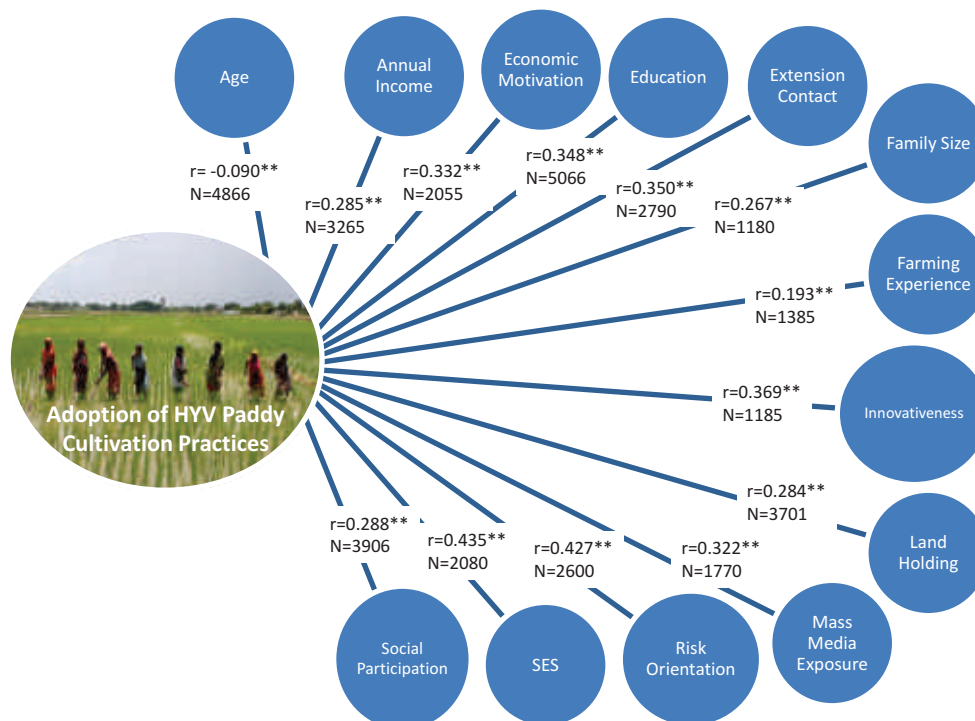 Age
Annual
Income
Economic
Motivation
Education
Extension
Contact
Family Size
Farming
Experience
Innovativeness
Land
Holding
Mass
Media
Exposure
Risk
Orientation
SES
Social
Participation
r= -0.090**
N=4866
r=0.285**
N=3265
r=0.332**
N=2055
r=0.348**
N=5066
r=0.350**
N=2790
r=0.267**
N=1180
r=0.193**
N=1385
r=0.369**
N=1185
r=0.284**
N=3701
r=0.322**
N=1770
r=0.427**
N=2600
r=0.435**
N=2080
r=0.288**
N=3906
Adoption of HYV Paddy
Cultivation Practices